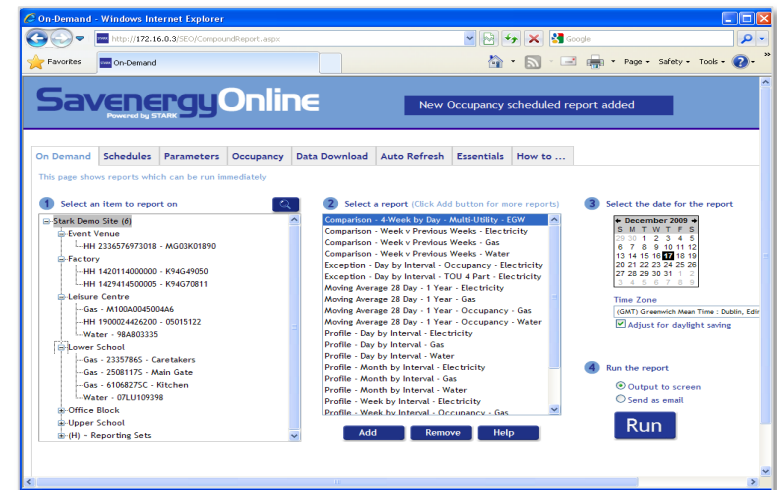 On-Demand - Windows Internet Explorer
http://172.16.0.3/SEO/CompoundReport.aspx
Google
Favorites
On-Demand
Page
Safety
Tools
SavenergyOnline
Powered by STARK
New Occupancy scheduled report added
On Demand
Schedules
Parameters
Occupancy
Data Download
Auto Refresh
Essentials
How to ...
This page shows reports which can be run immediately
1 Select an item to report on
Stark Demo Site (6)
Event Venue
HH 2336576973018 - MG03K01890
Factory
HH 1420114000000 - K94G49050
HH 1429414500005 - K94G70811
Leisure Centre
Gas - M100A0045004A6
HH 1900024426200 - 05015122
Water - 98A803335
Lower School
Gas - 2335786S - Caretakers
Gas - 2508117S - Main Gate
Gas - 6106827SC - Kitchen
Water - 07LU109398
Office Block
Upper School
(H) - Reporting Sets
2 Select a report (Click Add button for more reports)
Comparison - 4-Week by Day - Multi-Utility - EGW
Comparison - Week v Previous Weeks - Electricity
Comparison - Week v Previous Weeks - Gas
Comparison - Week v Previous Weeks - Water
Exception - Day by Interval - Occupancy - Electricity
Exception - Day by Interval - TOU 4 Part - Electricity
Moving Average 28 Day - 1 Year - Electricity
Moving Average 28 Day - 1 Year - Gas
Moving Average 28 Day - 1 Year - Occupancy - Gas
Moving Average 28 Day - 1 Year - Occupancy - Water
Profile - Day by Interval - Electricity
Profile - Day by Interval - Gas
Profile - Day by Interval - Water
Profile - Month by Interval - Electricity
Profile - Month by Interval - Gas
Profile - Month by Interval - Water
Profile - Week by Interval - Electricity
Profile - Week by Interval - Occupancy - Gas
Add
Remove
Help
3 Select the date for the report
December 2009
S M T W T F S
29 30 1 2 3 4 5
6 7 8 9 10 11 12
13 14 15 16 17 18 19
20 21 22 23 24 25 26
27 28 29 30 31 1 2
3 4 5 6 7 8 9
Time Zone
(GMT) Greenwich Mean Time : Dublin, Edin
Adjust for daylight saving
4 Run the report
Output to screen
Send as email
Run